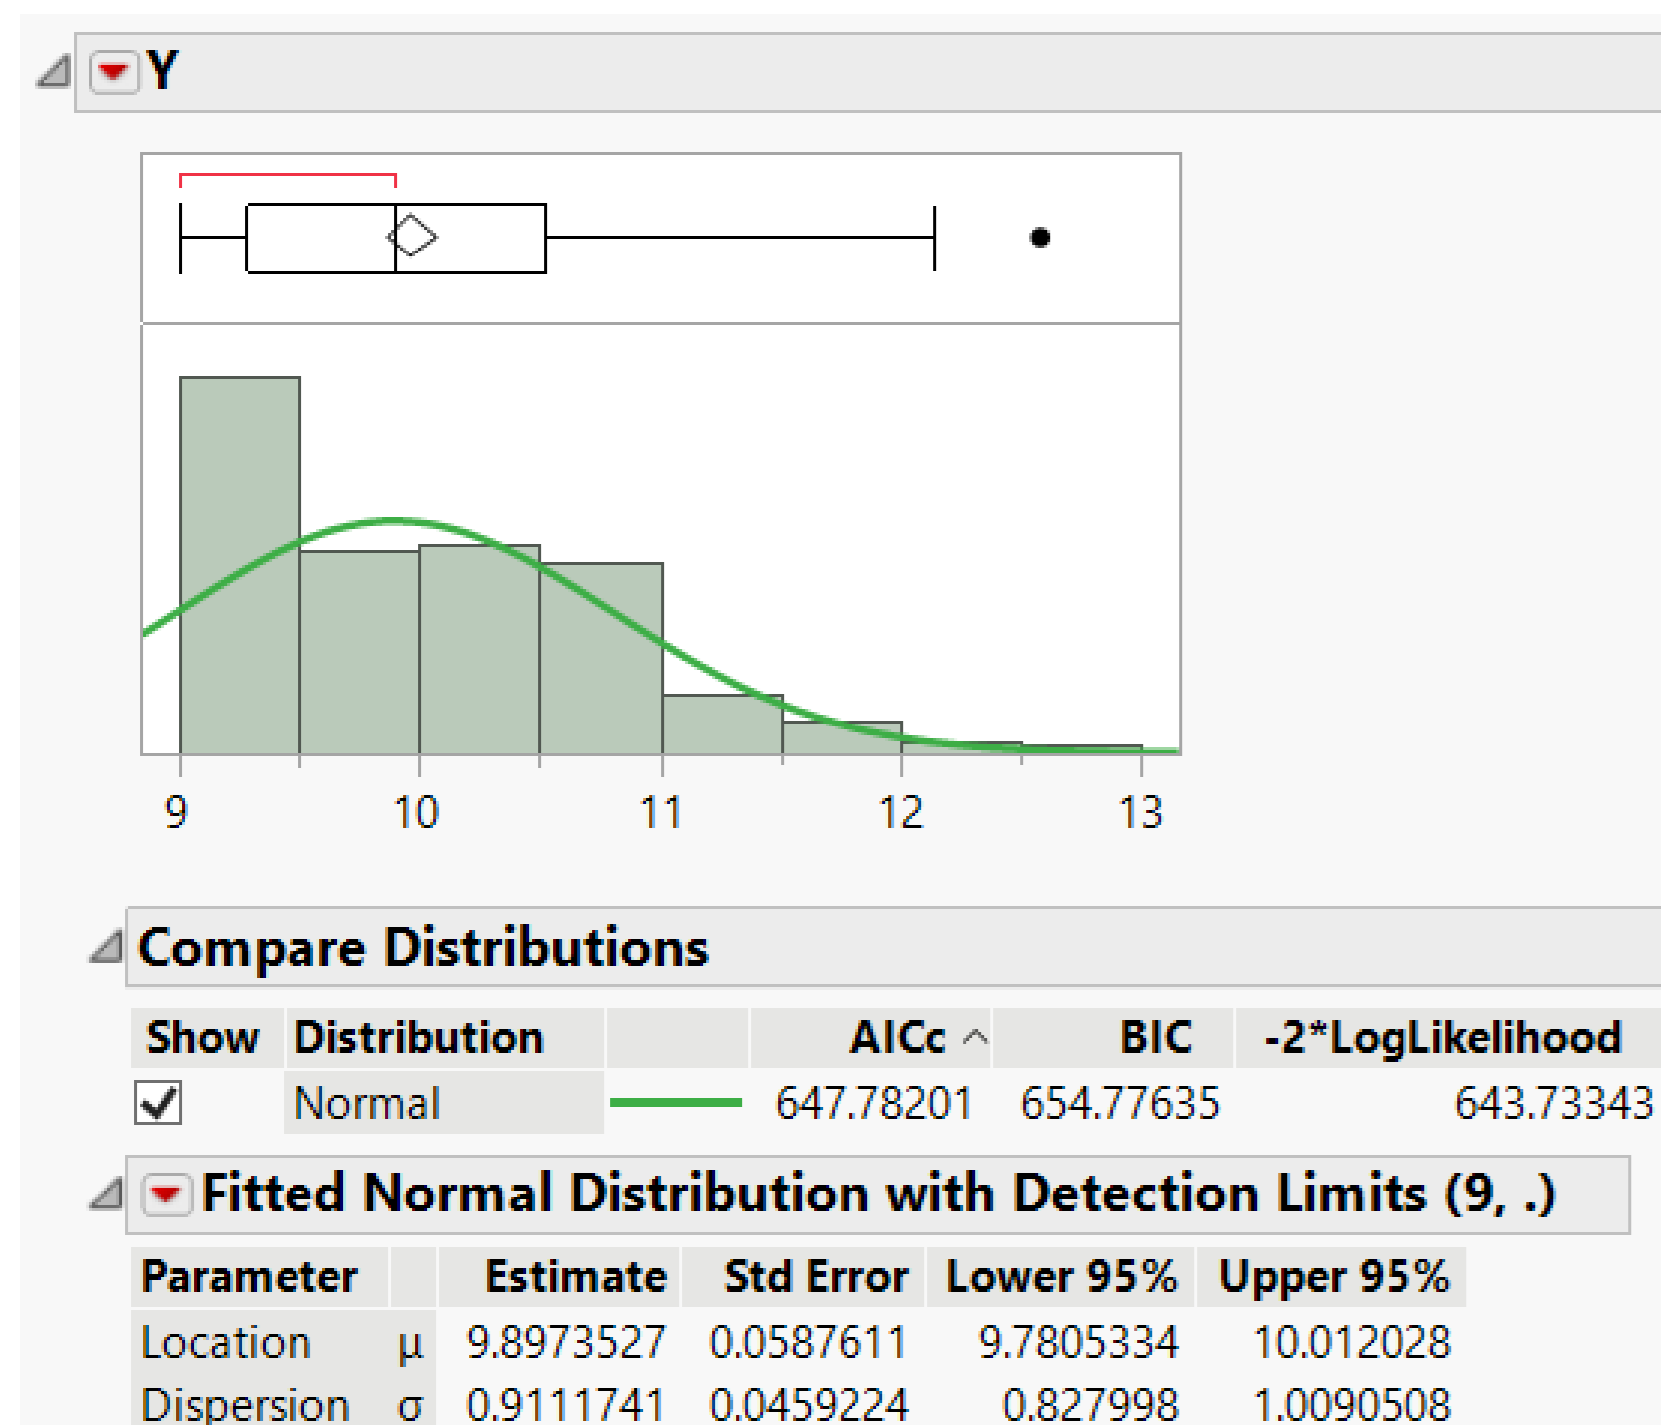 Y
9 10 11 12 13
Compare Distributions
Show Distribution AICc BIC -2*LogLikelihood
Normal 647.78201 654.77635 643.73343
Fitted Normal Distribution with Detection Limits (9, .)
Parameter Estimate Std Error Lower 95% Upper 95%
Location μ 9.8973527 0.0587611 9.7805334 10.012028
Dispersion σ 0.9111741 0.0459224 0.827998 1.0090508